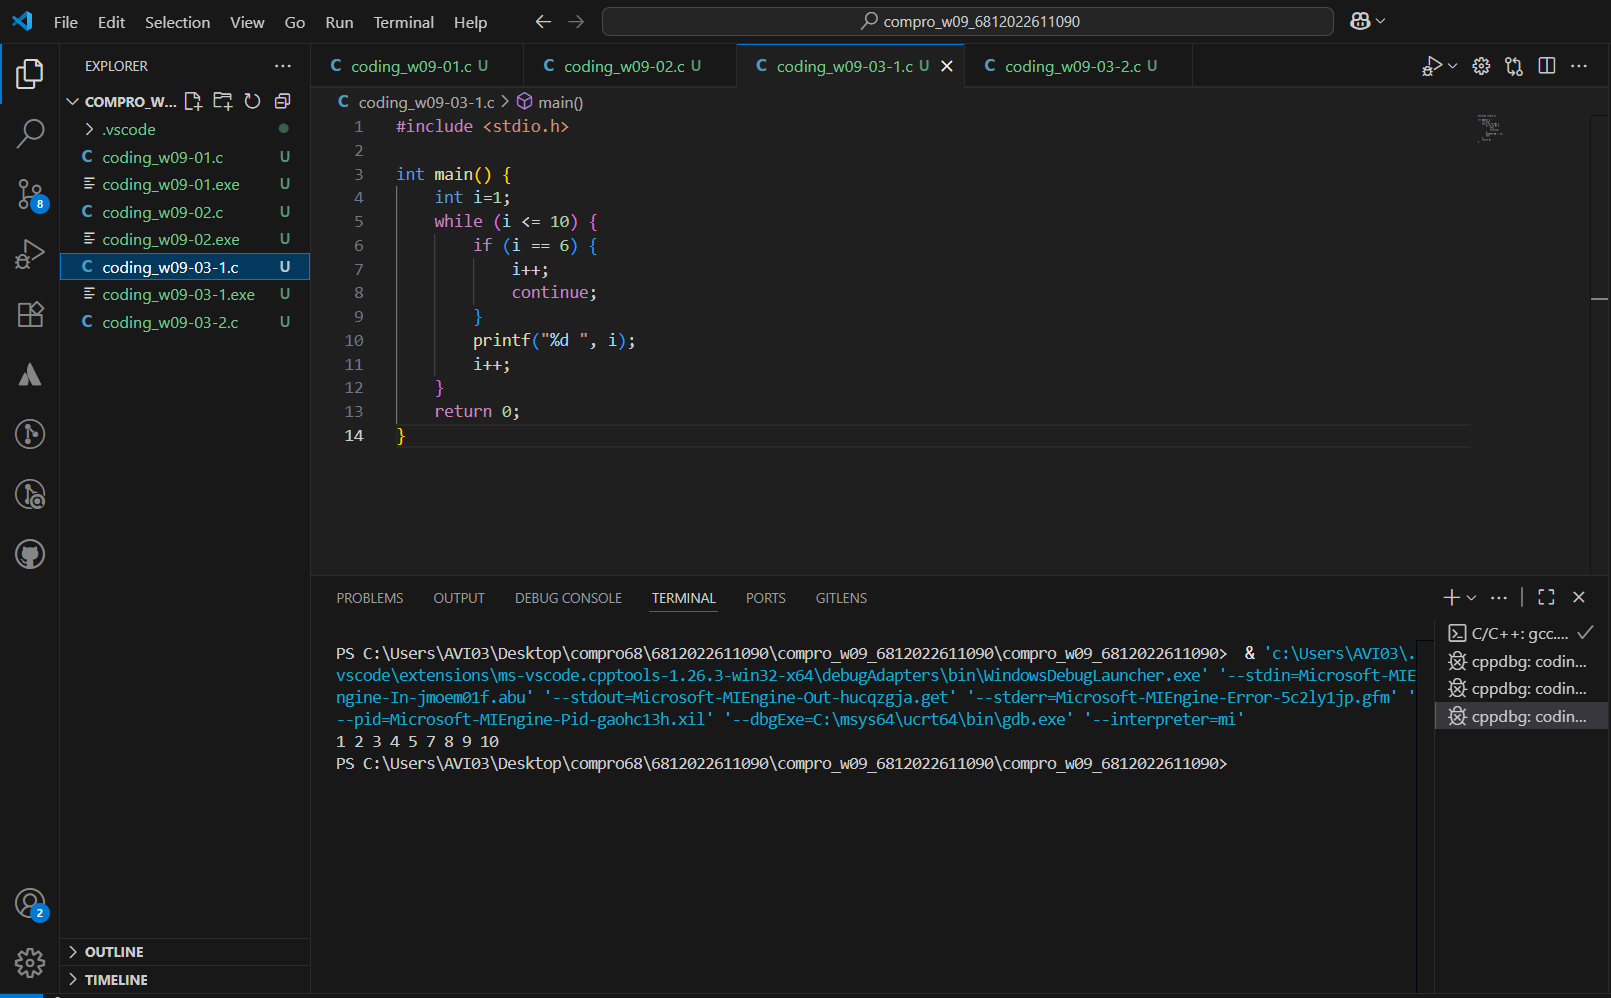 File Edit Selection View Go Run Terminal Help
compro_w09_6812022611090
EXPLORER
COMPRO_W...
.vscode
coding_w09-01.c U
coding_w09-01.exe U
coding_w09-02.c U
coding_w09-02.exe U
coding_w09-03-1.c U
coding_w09-03-1.exe U
coding_w09-03-2.c U
8
2
OUTLINE
TIMELINE
C coding_w09-01.c U
C coding_w09-02.c U
C coding_w09-03-1.c U
C coding_w09-03-2.c U
C coding_w09-03-1.c > main()
1 #include <stdio.h>
2
3 int main() {
4     int i=1;
5     while (i <= 10) {
6         if (i == 6) {
7             i++;
8             continue;
9         }
10         printf("%d ", i);
11         i++;
12     }
13     return 0;
14 }
PROBLEMS OUTPUT DEBUG CONSOLE TERMINAL PORTS GITLENS
PS C:\Users\AVI03\Desktop\compro68\6812022611090\compro_w09_6812022611090\compro_w09_6812022611090>  & 'c:\Users\AVI03\.
vscode\extensions\ms-vscode.cpptools-1.26.3-win32-x64\debugAdapters\bin\WindowsDebugLauncher.exe' '--stdin=Microsoft-MIE
ngine-In-jmoem01f.abu' '--stdout=Microsoft-MIEngine-Out-hucqzgja.get' '--stderr=Microsoft-MIEngine-Error-5c2ly1jp.gfm' '
--pid=Microsoft-MIEngine-Pid-gaohc13h.xil' '--dbgExe=C:\msys64\ucrt64\bin\gdb.exe' '--interpreter=mi'
1 2 3 4 5 7 8 9 10
PS C:\Users\AVI03\Desktop\compro68\6812022611090\compro_w09_6812022611090\compro_w09_6812022611090>
C/C++: gcc....
cppdbg: codin...
cppdbg: codin...
cppdbg: codin...